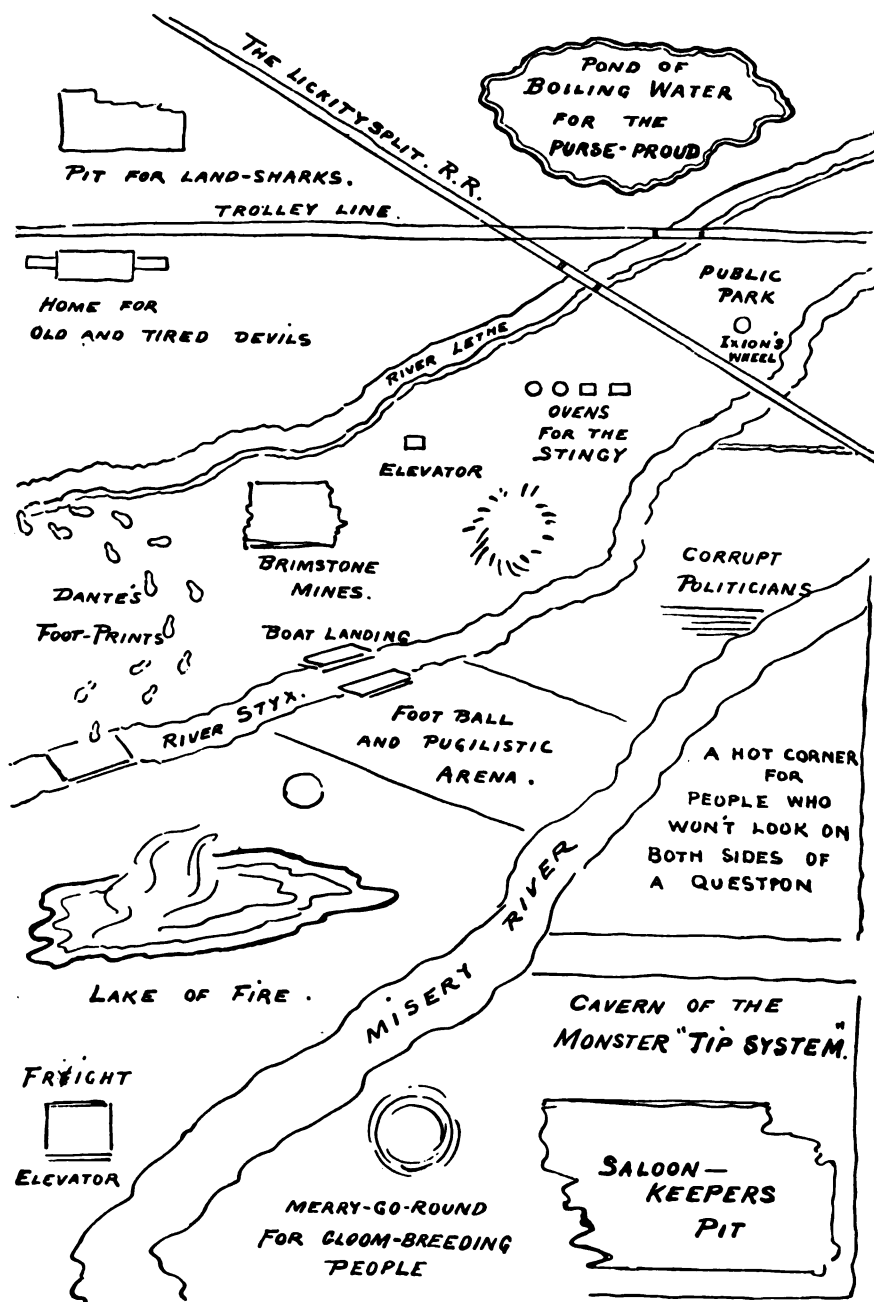 THE LICKITYSPLIT. R.R.
POND OF
BOILING WATER
FOR THE
PURSE-PROUD
PIT FOR LAND-SHARKS.
TROLLEY LINE.
HOME FOR
OLD AND TIRED DEVILS
PUBLIC
PARK
IXION'S
WHEEL
RIVER LETHE
OVENS
FOR THE
STINGY
ELEVATOR
BRIMSTONE
MINES.
CORRUPT
POLITICIANS
DANTE'S
FOOT-PRINTS
BOAT LANDING
RIVER STYX.
FOOT BALL
AND PUGILISTIC
ARENA.
A HOT CORNER
FOR
PEOPLE WHO
WON'T LOOK ON
BOTH SIDES OF
A QUESTPON
LAKE OF FIRE.
MISERY RIVER
CAVERN OF THE
MONSTER "TIP SYSTEM."
FREIGHT
ELEVATOR
SALOON-
KEEPERS
PIT
MERRY-GO-ROUND
FOR GLOOM-BREEDING
PEOPLE